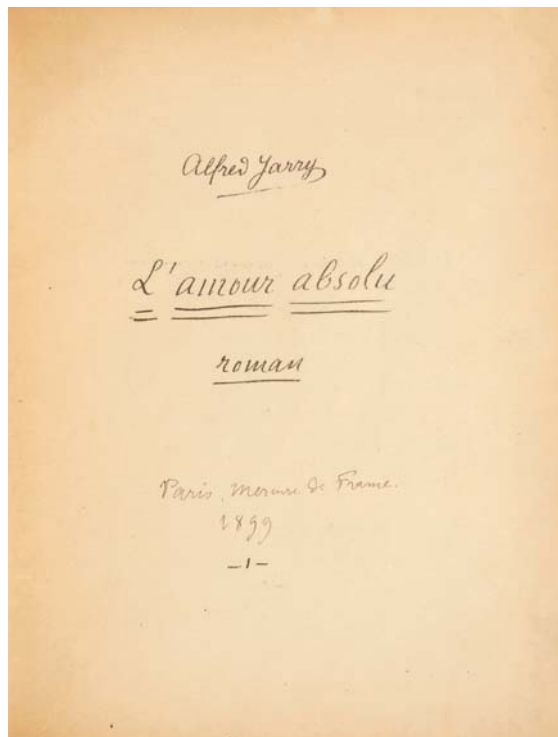 Alfred Jarry
L'amour absolu
roman
Paris, Mercure de France.
1899
–1–